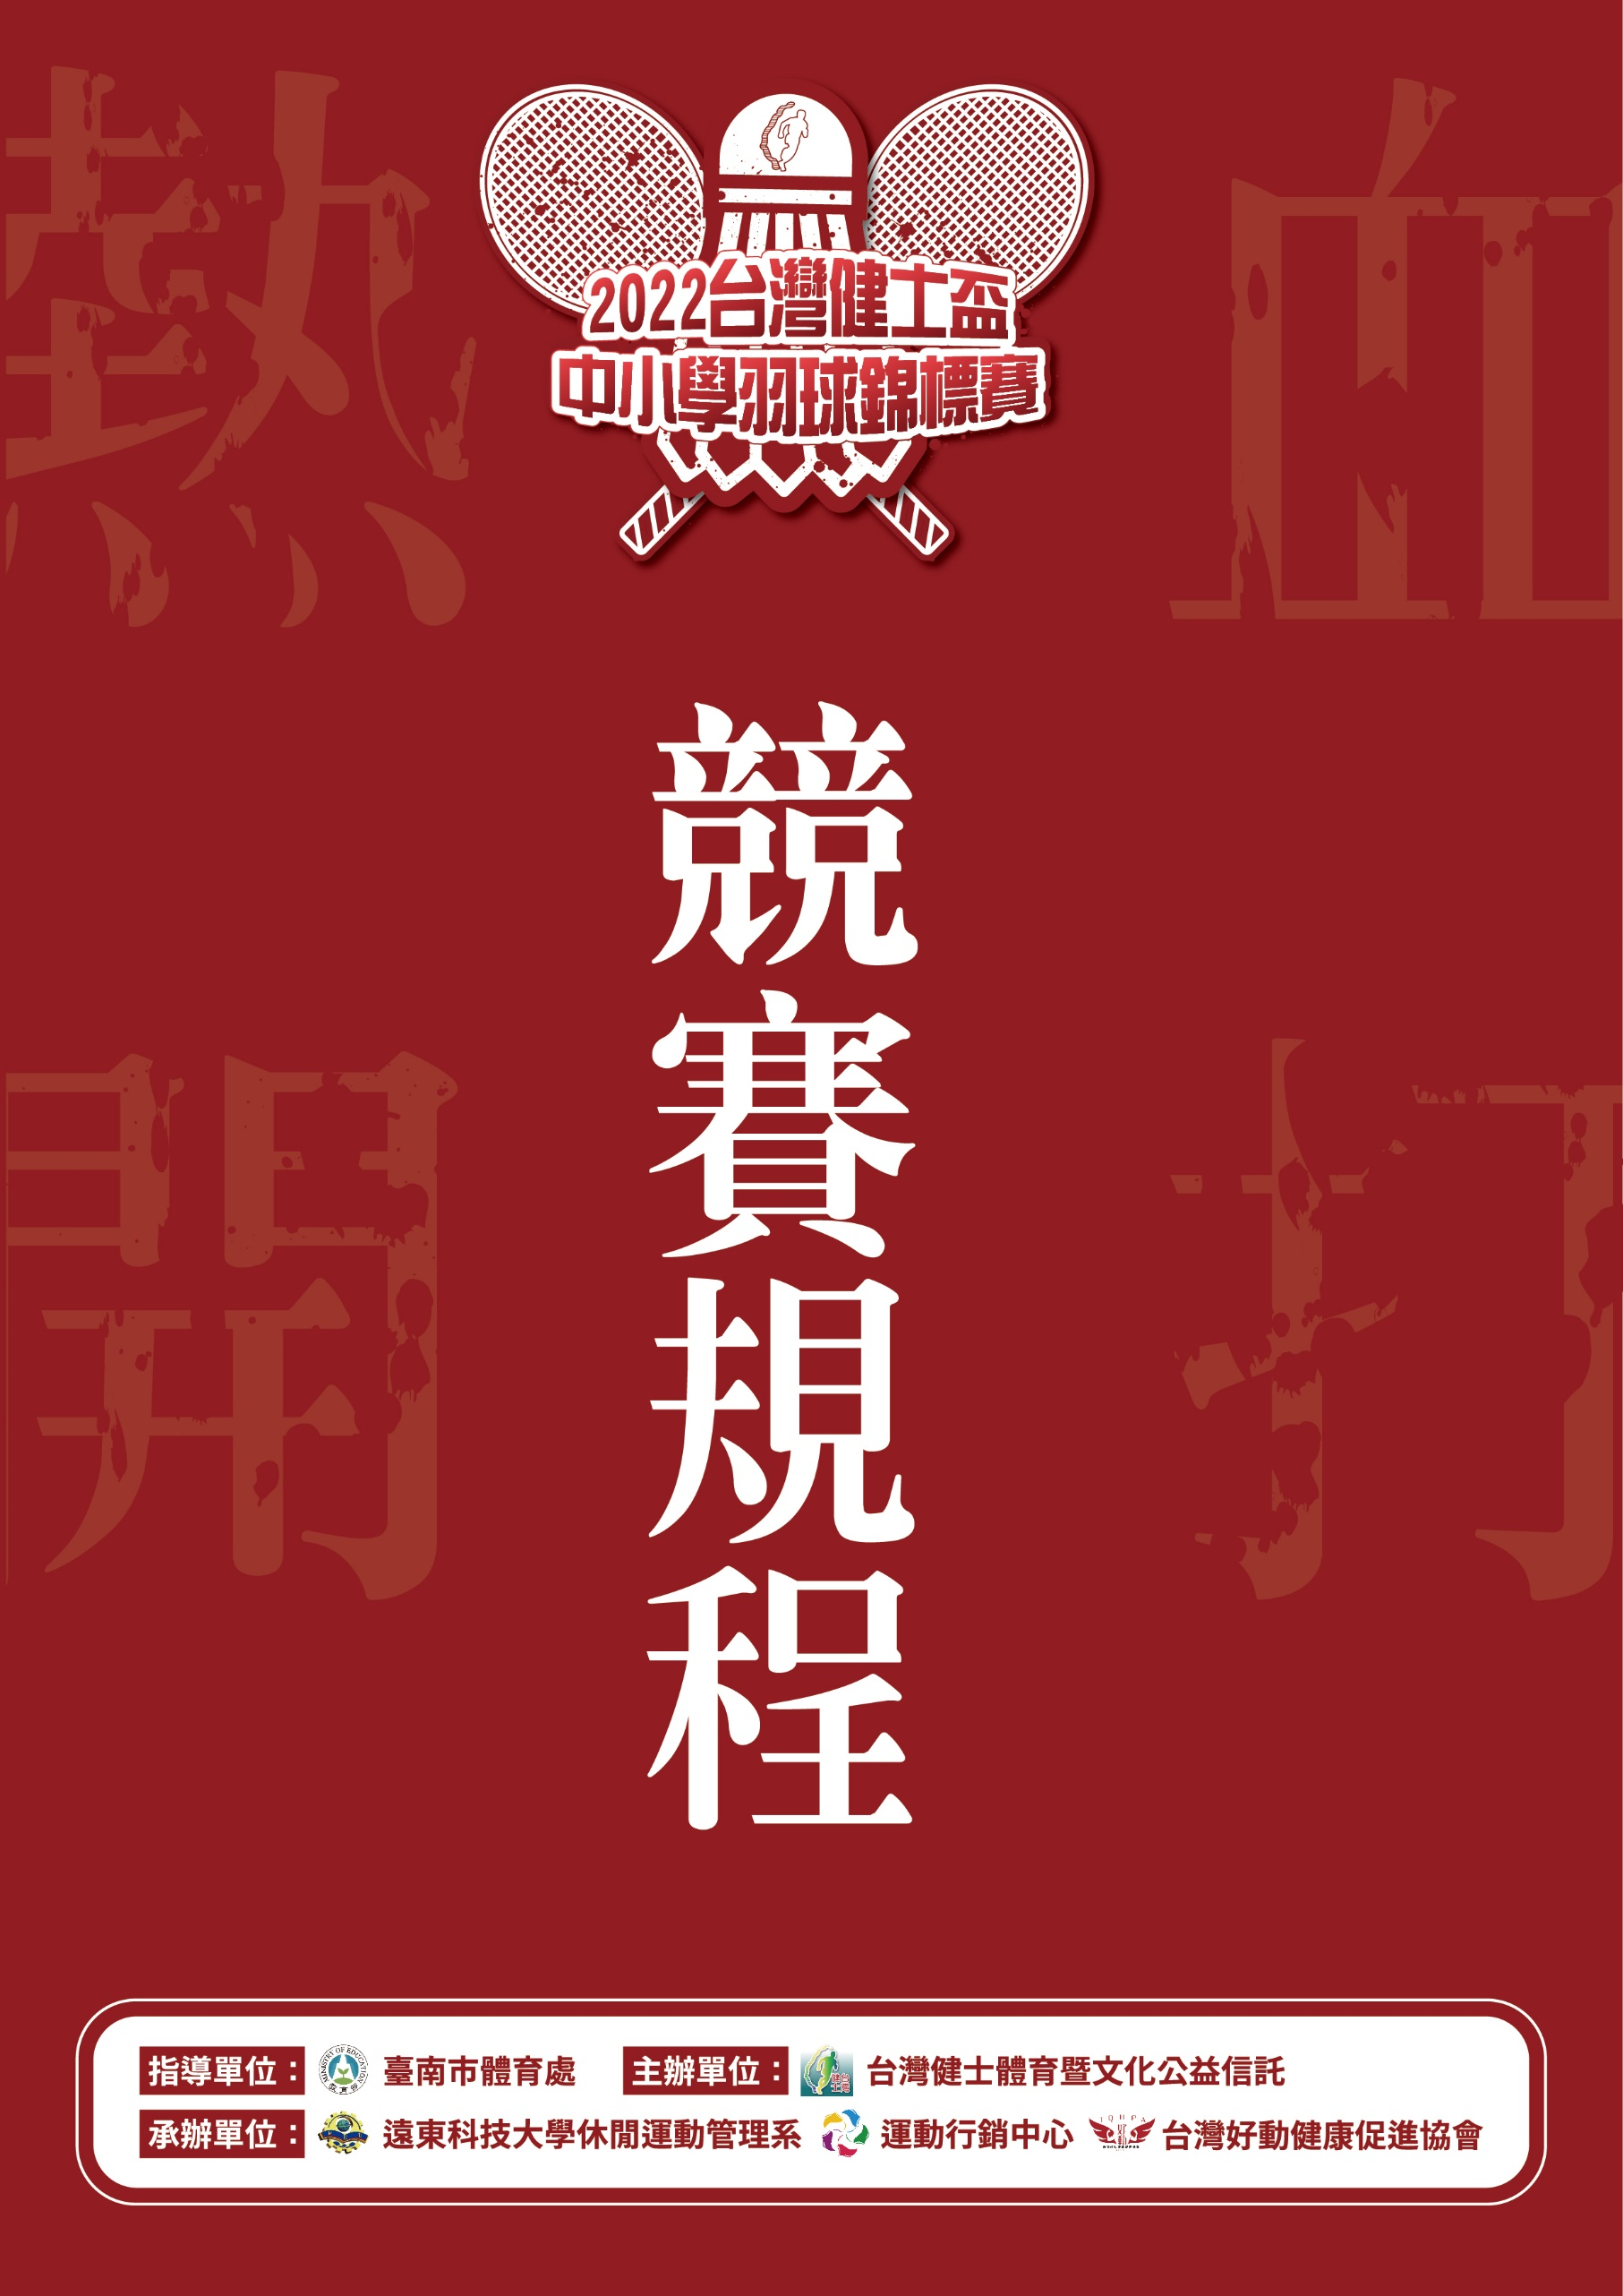 熱血
2022台灣健士盃
中小學羽球錦標賽
競賽規程
開打
指導單位： 臺南市體育處 主辦單位： 台灣健士體育暨文化公益信託
承辦單位： 遠東科技大學休閒運動管理系 運動行銷中心 台灣好動健康促進協會
MINISTRY OF EDUCATION